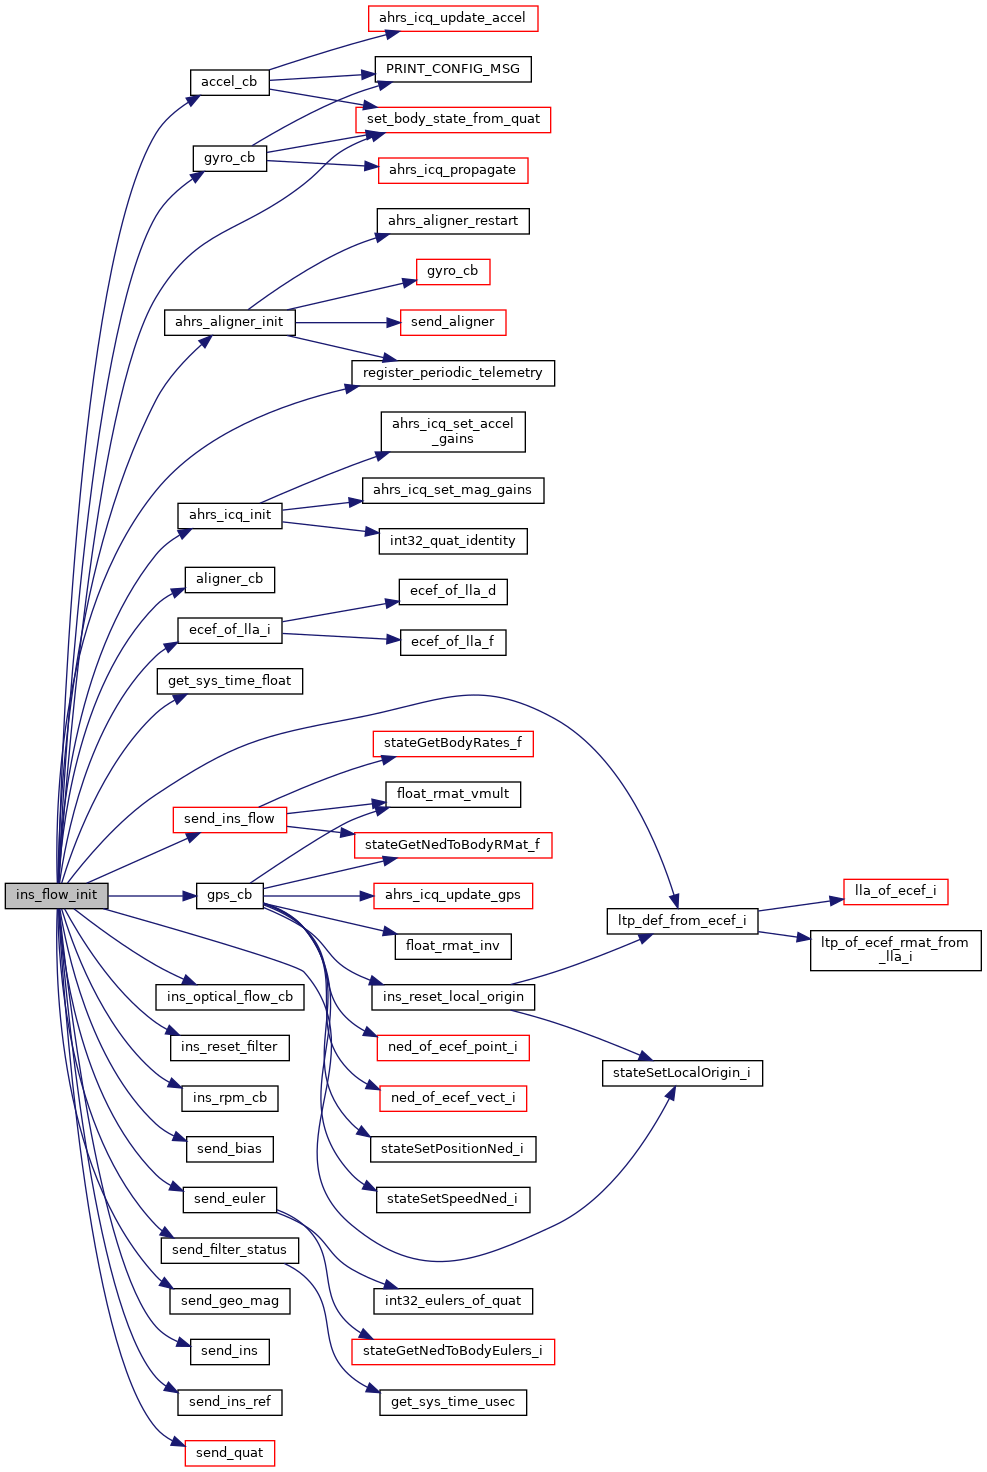 ahrs_icq_update_accel
PRINT_CONFIG_MSG
accel_cb
set_body_state_from_quat
gyro_cb
ahrs_icq_propagate
ahrs_aligner_restart
gyro_cb
ahrs_aligner_init
send_aligner
register_periodic_telemetry
ahrs_icq_set_accel
_gains
ahrs_icq_set_mag_gains
ahrs_icq_init
int32_quat_identity
aligner_cb
ecef_of_lla_d
ecef_of_lla_i
ecef_of_lla_f
get_sys_time_float
stateGetBodyRates_f
float_rmat_vmult
send_ins_flow
stateGetNedToBodyRMat_f
ins_flow_init
gps_cb
ahrs_icq_update_gps
lla_of_ecef_i
ltp_def_from_ecef_i
float_rmat_inv
ltp_of_ecef_rmat_from
_lla_i
ins_optical_flow_cb
ins_reset_local_origin
ins_reset_filter
ned_of_ecef_point_i
stateSetLocalOrigin_i
ins_rpm_cb
ned_of_ecef_vect_i
send_bias
stateSetPositionNed_i
send_euler
stateSetSpeedNed_i
send_filter_status
send_geo_mag
int32_eulers_of_quat
send_ins
stateGetNedToBodyEulers_i
send_ins_ref
get_sys_time_usec
send_quat